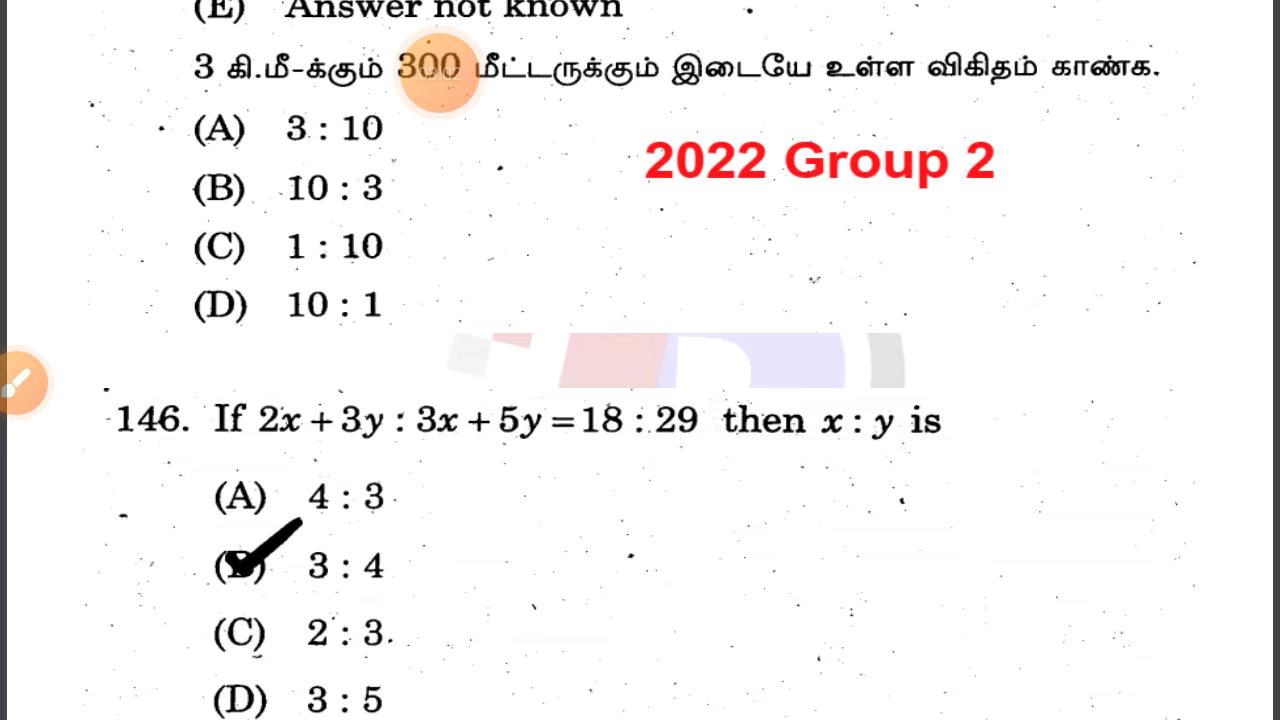 (E) Answer not known
3 கி.மீ-க்கும் 300 மீட்டருக்கும் இடையே உள்ள விகிதம் காண்க.
(A) 3 : 10
2022 Group 2
(B) 10 : 3
(C) 1 : 10
(D) 10 : 1
146. If 2x + 3y : 3x + 5y = 18 : 29 then x : y is
(A) 4 : 3
(B) 3 : 4
(C) 2 : 3
(D) 3 : 5